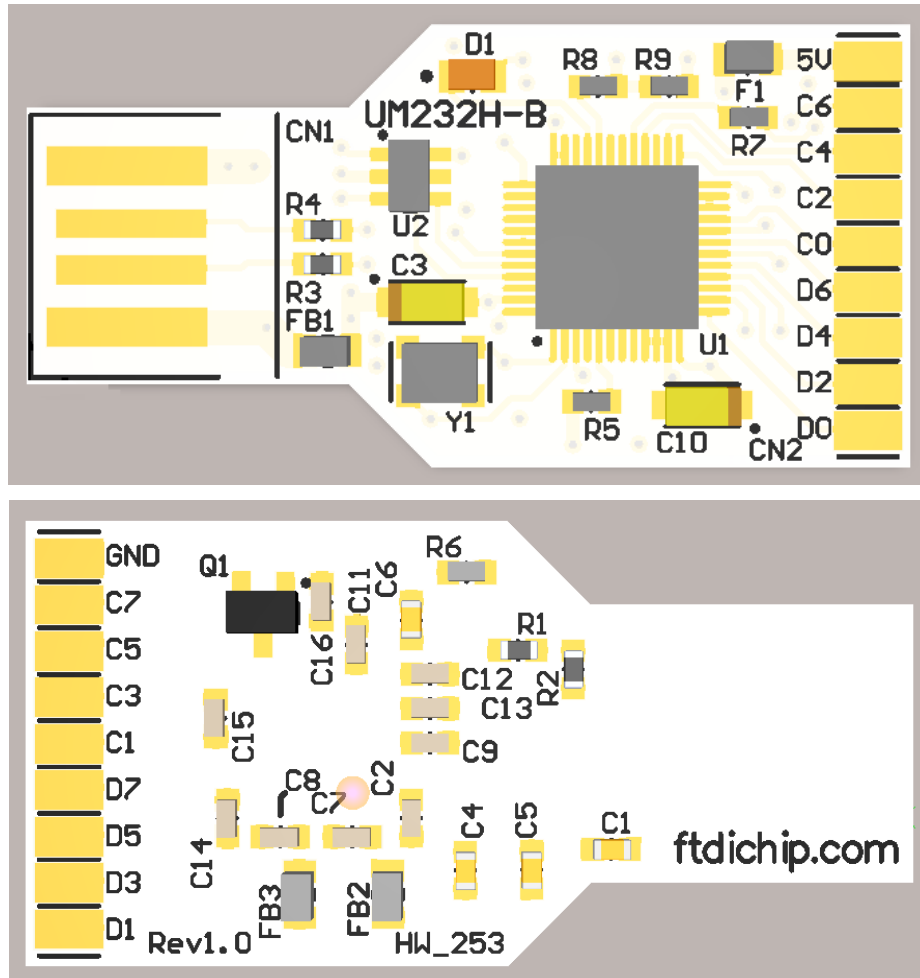 D1
R8
R9
5V
F1
C6
UM232H-B
CN1
R7
C4
C2
R4
U2
C0
C3
R3
D6
FB1
U1
D4
D2
Y1
R5
C10
CN2
D0
GND
Q1
R6
C7
C11
C6
C5
C16
R1
R2
C3
C12
C13
C15
C1
C9
D7
C8
C7
C2
D5
C14
C4
C5
C1
ftdichip.com
D3
FB3
FB2
D1
Rev1.0
HW_253